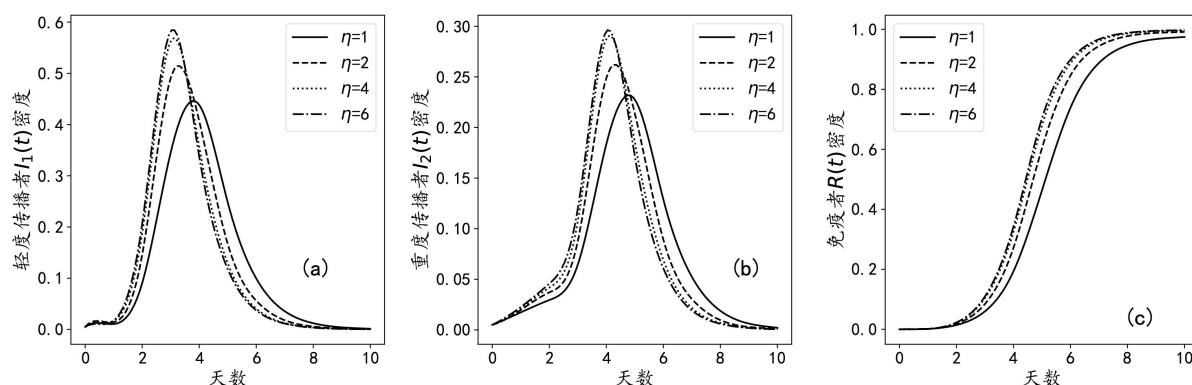 轻度传播者I₁(t)密度
0.6
0.5
0.4
0.3
0.2
0.1
0.0
η=1
η=2
η=4
η=6
(a)
0 2 4 6 8 10
天数
重度传播者I₂(t)密度
0.30
0.25
0.20
0.15
0.10
0.05
0.00
η=1
η=2
η=4
η=6
(b)
0 2 4 6 8 10
天数
免疫者R(t)密度
1.0
0.8
0.6
0.4
0.2
0.0
η=1
η=2
η=4
η=6
(c)
0 2 4 6 8 10
天数